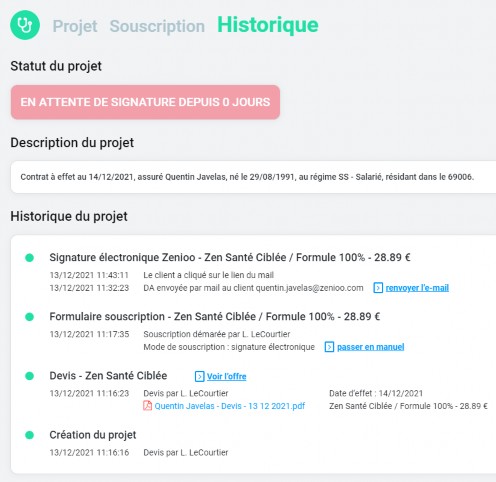 Projet Souscription Historique
Statut du projet
EN ATTENTE DE SIGNATURE DEPUIS 0 JOURS
Description du projet
Contrat à effet au 14/12/2021, assuré Quentin Javelas, né le 29/08/1991, au régime SS - Salarié, résidant dans le 69006.
Historique du projet
Signature électronique Zenioo - Zen Santé Ciblée / Formule 100% - 28.89 €
13/12/2021 11:43:11 Le client a cliqué sur le lien du mail
13/12/2021 11:32:23 DA envoyée par mail au client quentin.javelas@zenioo.com renvoyer l'e-mail
Formulaire souscription - Zen Santé Ciblée / Formule 100% - 28.89 €
13/12/2021 11:17:35 Souscription démarée par L. LeCourtier
Mode de souscription : signature électronique passer en manuel
Devis - Zen Santé Ciblée Voir l'offre
13/12/2021 11:16:23 Devis par L. LeCourtier Date d'effet : 14/12/2021
Quentin Javelas - Devis - 13 12 2021.pdf Zen Santé Ciblée / Formule 100% - 28.89 €
Création du projet
13/12/2021 11:16:16 Devis par L. LeCourtier